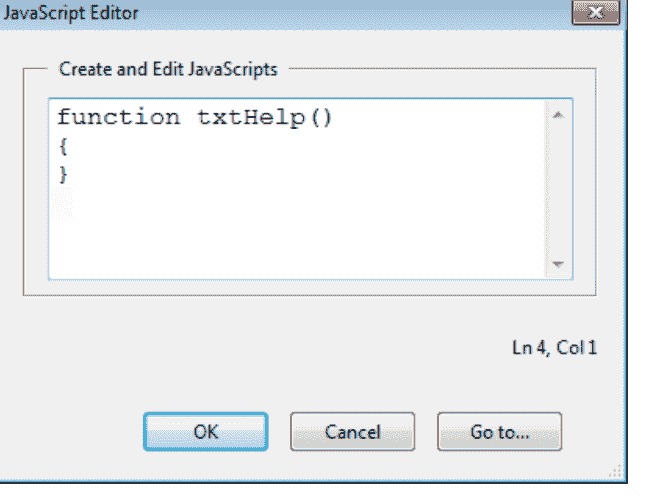 JavaScript Editor
Create and Edit JavaScripts
function txtHelp()
{
}
Ln 4, Col 1
OK Cancel Go to...